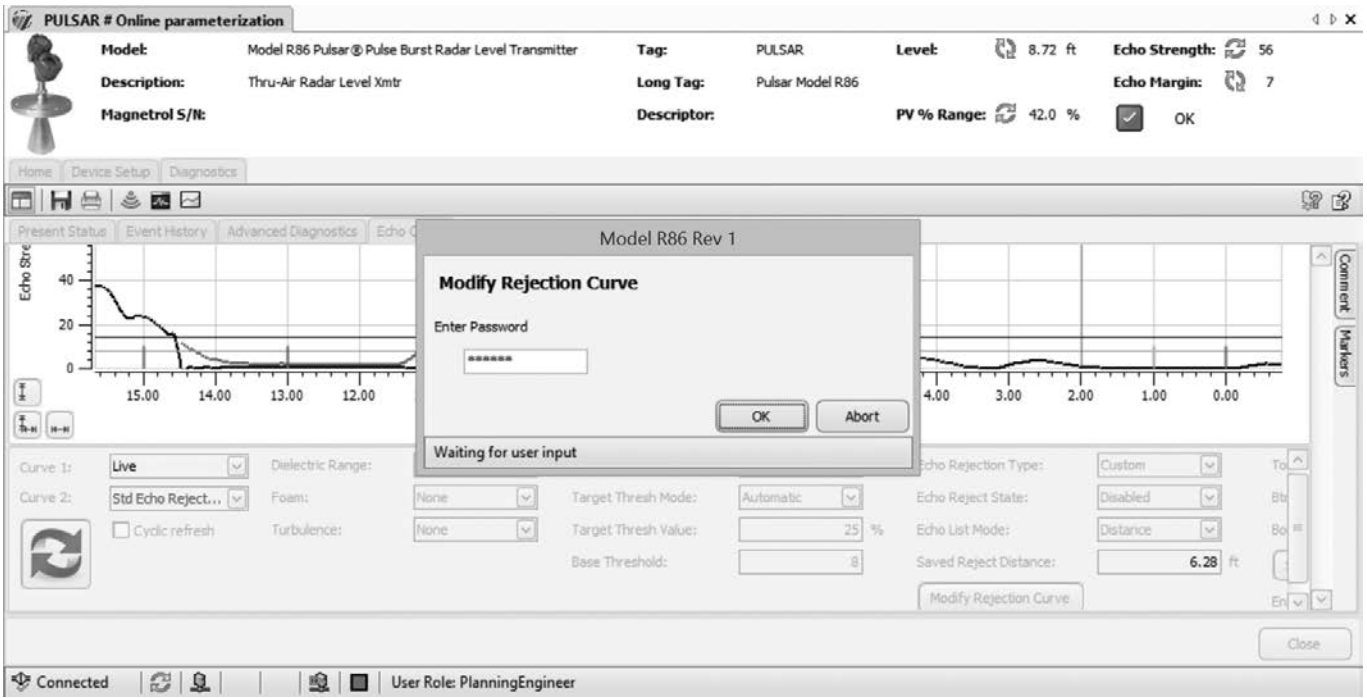 PULSAR # Online parameterization
Model: Model R86 Pulsar® Pulse Burst Radar Level Transmitter Tag: PULSAR Level: 8.72 ft Echo Strength: 56
Description: Thru-Air Radar Level Xmtr Long Tag: Pulsar Model R86 Echo Margin: 7
Magnetrol S/N: Descriptor: PV % Range: 42.0 % OK
Home Device Setup Diagnostics
Present Status Event History Advanced Diagnostics Echo
Model R86 Rev 1
Modify Rejection Curve
Enter Password
******
OK Abort
Waiting for user input
Echo Stre
40
20
0
15.00 14.00 13.00 12.00 4.00 3.00 2.00 1.00 0.00
Comment
Markers
Curve 1: Live Dielectric Range: Echo Rejection Type: Custom To
Curve 2: Std Echo Reject... Foam: None Target Thresh Mode: Automatic Echo Reject State: Disabled
Cyclic refresh Turbulence: None Target Thresh Value: 25 % Echo List Mode: Distance Bo
Base Threshold: 8 Saved Reject Distance: 6.28 ft
Modify Rejection Curve En
Close
Connected User Role: PlanningEngineer